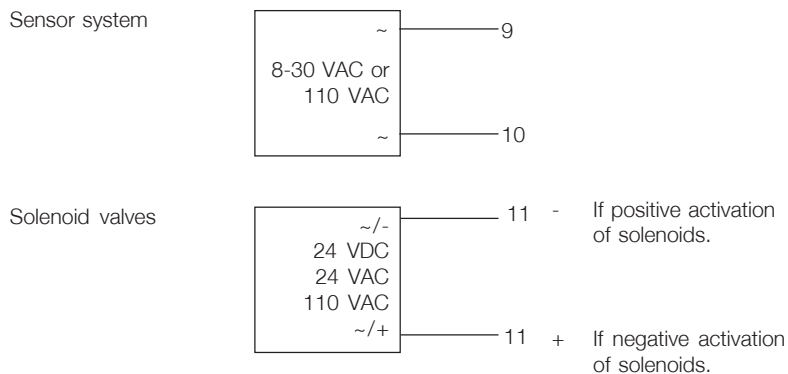 Sensor system
~
9
8-30 VAC or
110 VAC
~
10
Solenoid valves
~/-
11 - If positive activation
of solenoids.
24 VDC
24 VAC
110 VAC
~/+
11 + If negative activation
of solenoids.